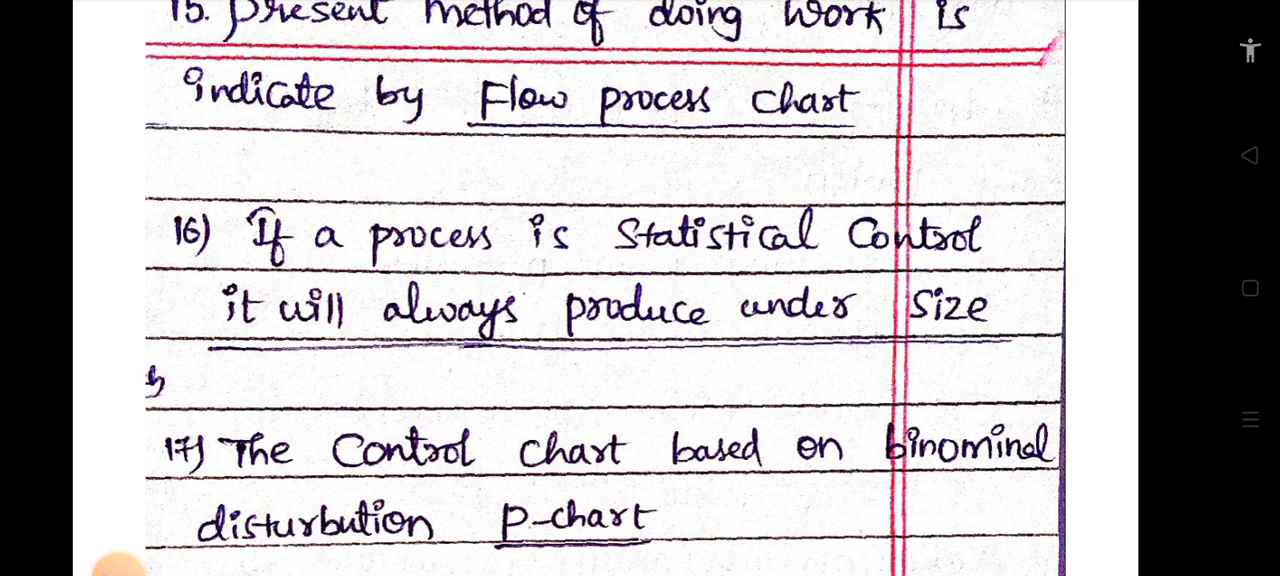 15. present method of doing work is
indicate by Flow process chart
16) If a process is statistical control
it will always produce under size
17) The control chart based on binominal
disturbution p-chart